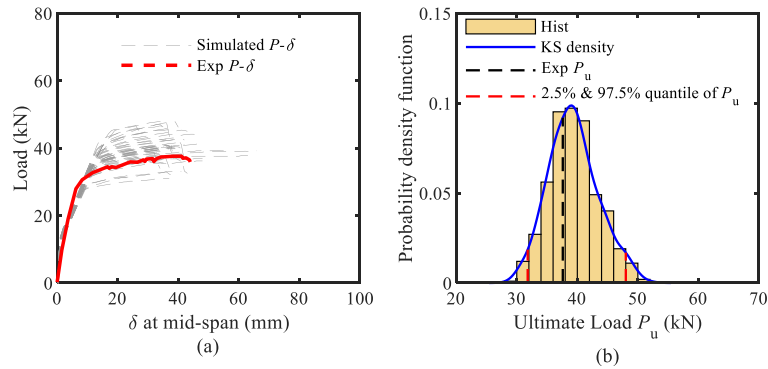 (a)
80
60
40
20
0
Load (kN)
Simulated P-δ
Exp P-δ
0 20 40 60 80 100
δ at mid-span (mm)
(a)
(b)
0.15
0.1
0.05
0
Probability density function
Hist
KS density
Exp Pu
2.5% & 97.5% quantile of Pu
20 30 40 50 60 70
Ultimate Load Pu (kN)
(b)